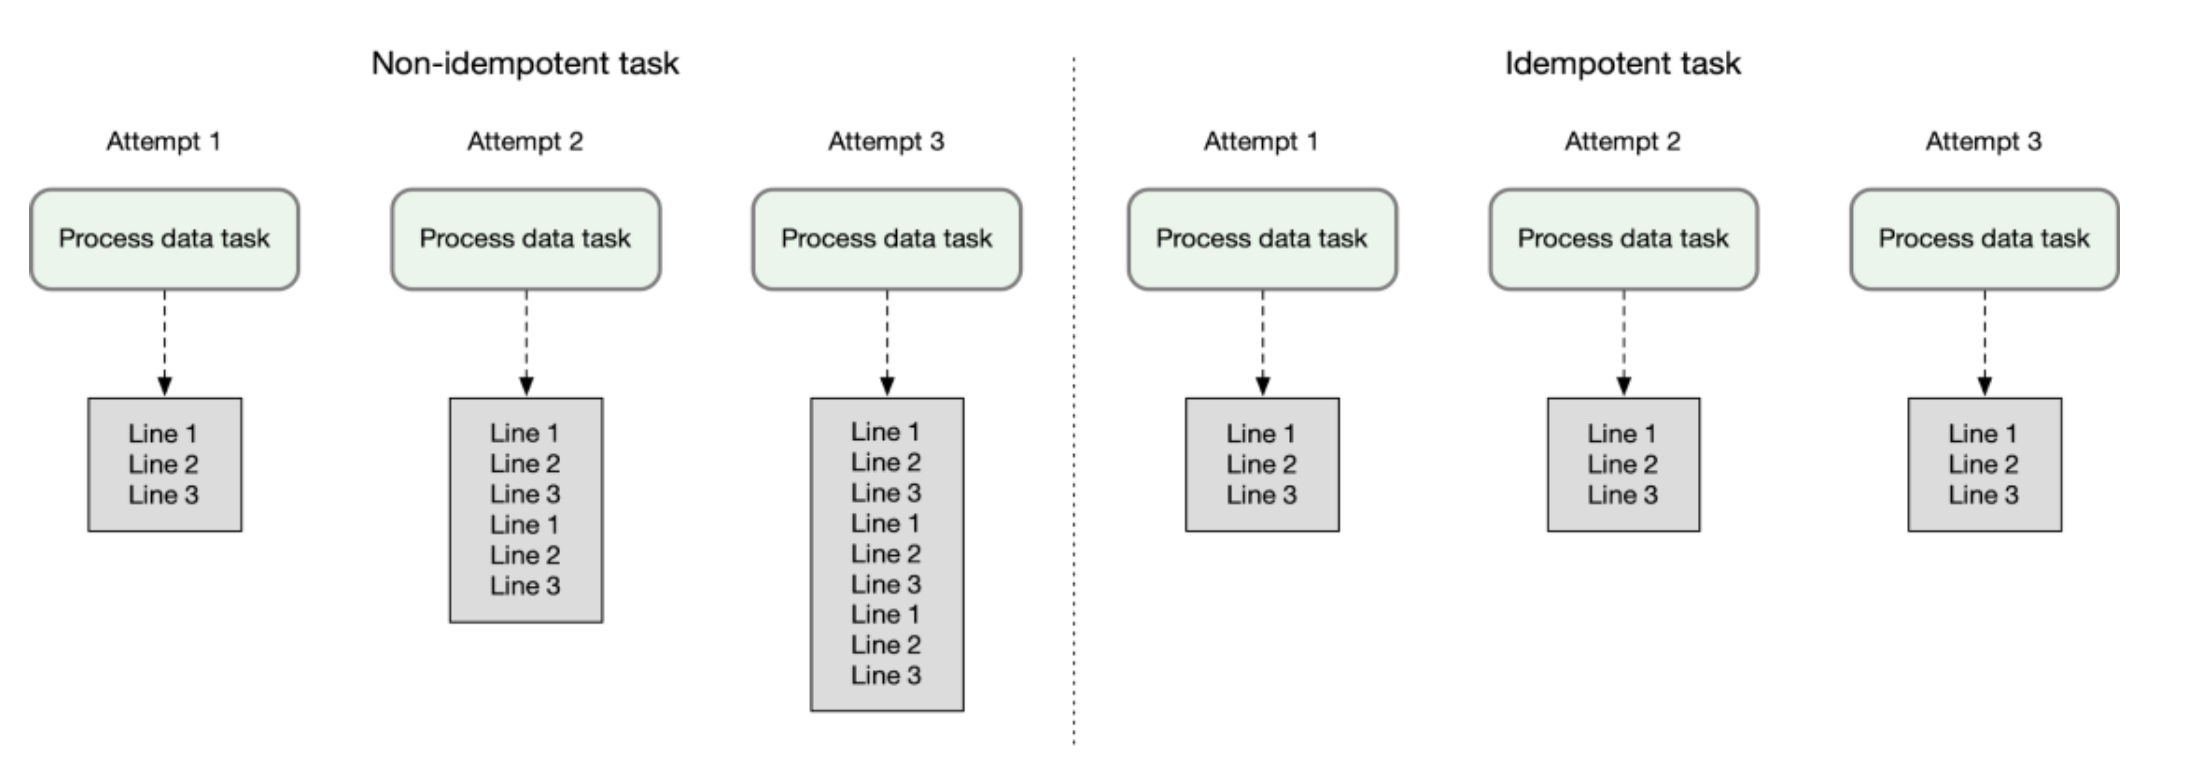 Non-idempotent task
Attempt 1
Process data task
Line 1
Line 2
Line 3
Attempt 2
Process data task
Line 1
Line 2
Line 3
Line 1
Line 2
Line 3
Attempt 3
Process data task
Line 1
Line 2
Line 3
Line 1
Line 2
Line 3
Line 1
Line 2
Line 3
Idempotent task
Attempt 1
Process data task
Line 1
Line 2
Line 3
Attempt 2
Process data task
Line 1
Line 2
Line 3
Attempt 3
Process data task
Line 1
Line 2
Line 3